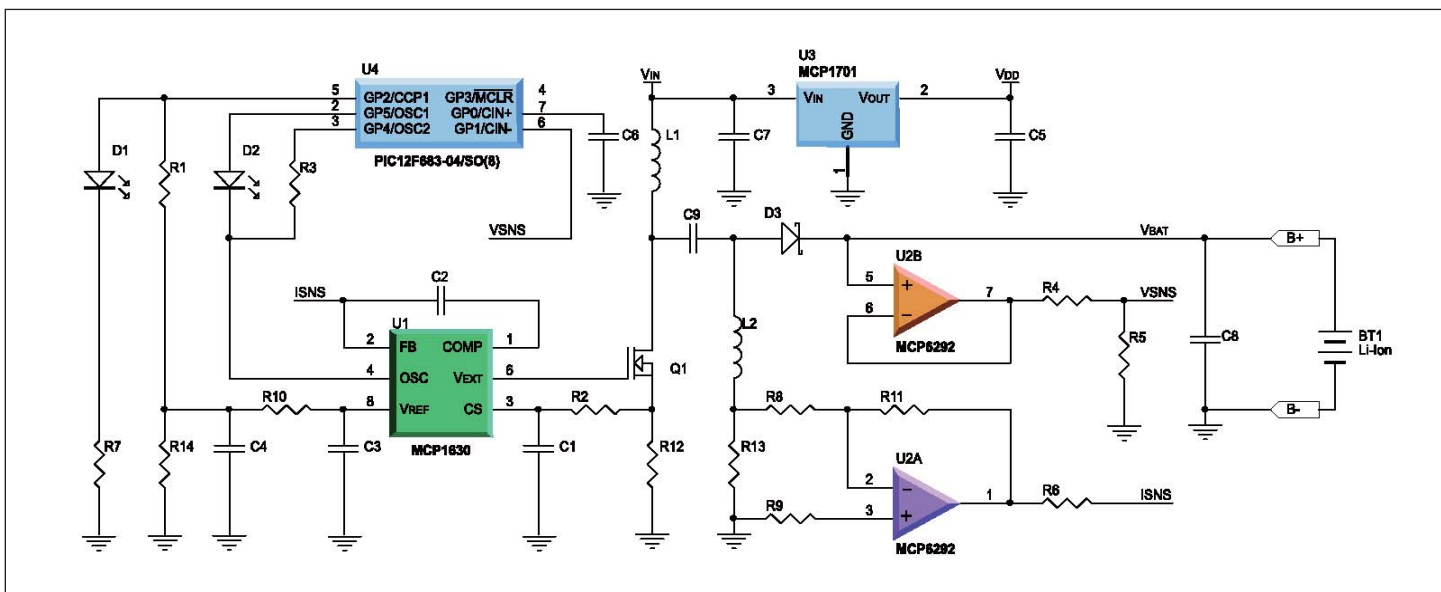 U4
5 GP2/CCP1 GP3/MCLR 4
2 GP5/OSC1 GP0/CIN+ 7
3 GP4/OSC2 GP1/CIN- 6
PIC12F683-04/SO(8)
D1
R1
D2
R3
C6
VSNS
VIN
L1
C7
U3
MCP1701
3 VIN VOUT 2
GND
1
VDD
C5
C9
D3
VBAT
B+
ISNS
C2
U1
2 FB COMP 1
4 OSC VEXT 6
8 VREF CS 3
MCP1630
Q1
L2
U2B
5 +
6 -
7
MCP6292
R4
VSNS
R5
C8
BT1
Li-Ion
B-
R10
R2
R7
R14
C4
C3
C1
R12
R8
R11
R13
R9
U2A
2 -
3 +
1
MCP6292
R6
ISNS